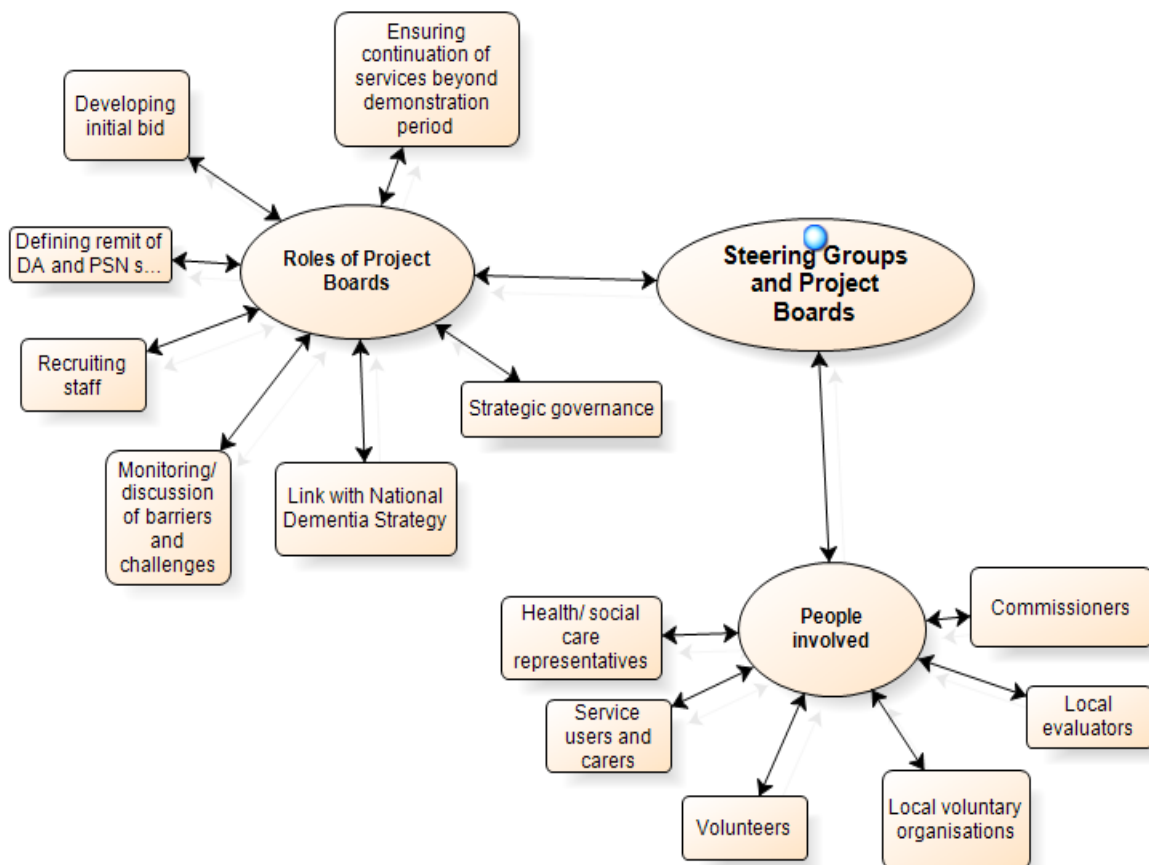 Ensuring
continuation of
services beyond
demonstration
period
Developing
initial bid
Defining remit of
DA and PSN s...
Roles of Project
Boards
Steering Groups
and Project
Boards
Recruiting
staff
Strategic governance
Monitoring/
discussion
of barriers
and
challenges
Link with National
Dementia Strategy
People
involved
Commissioners
Health/ social
care
representatives
Service
users and
carers
Local
evaluators
Volunteers
Local voluntary
organisations